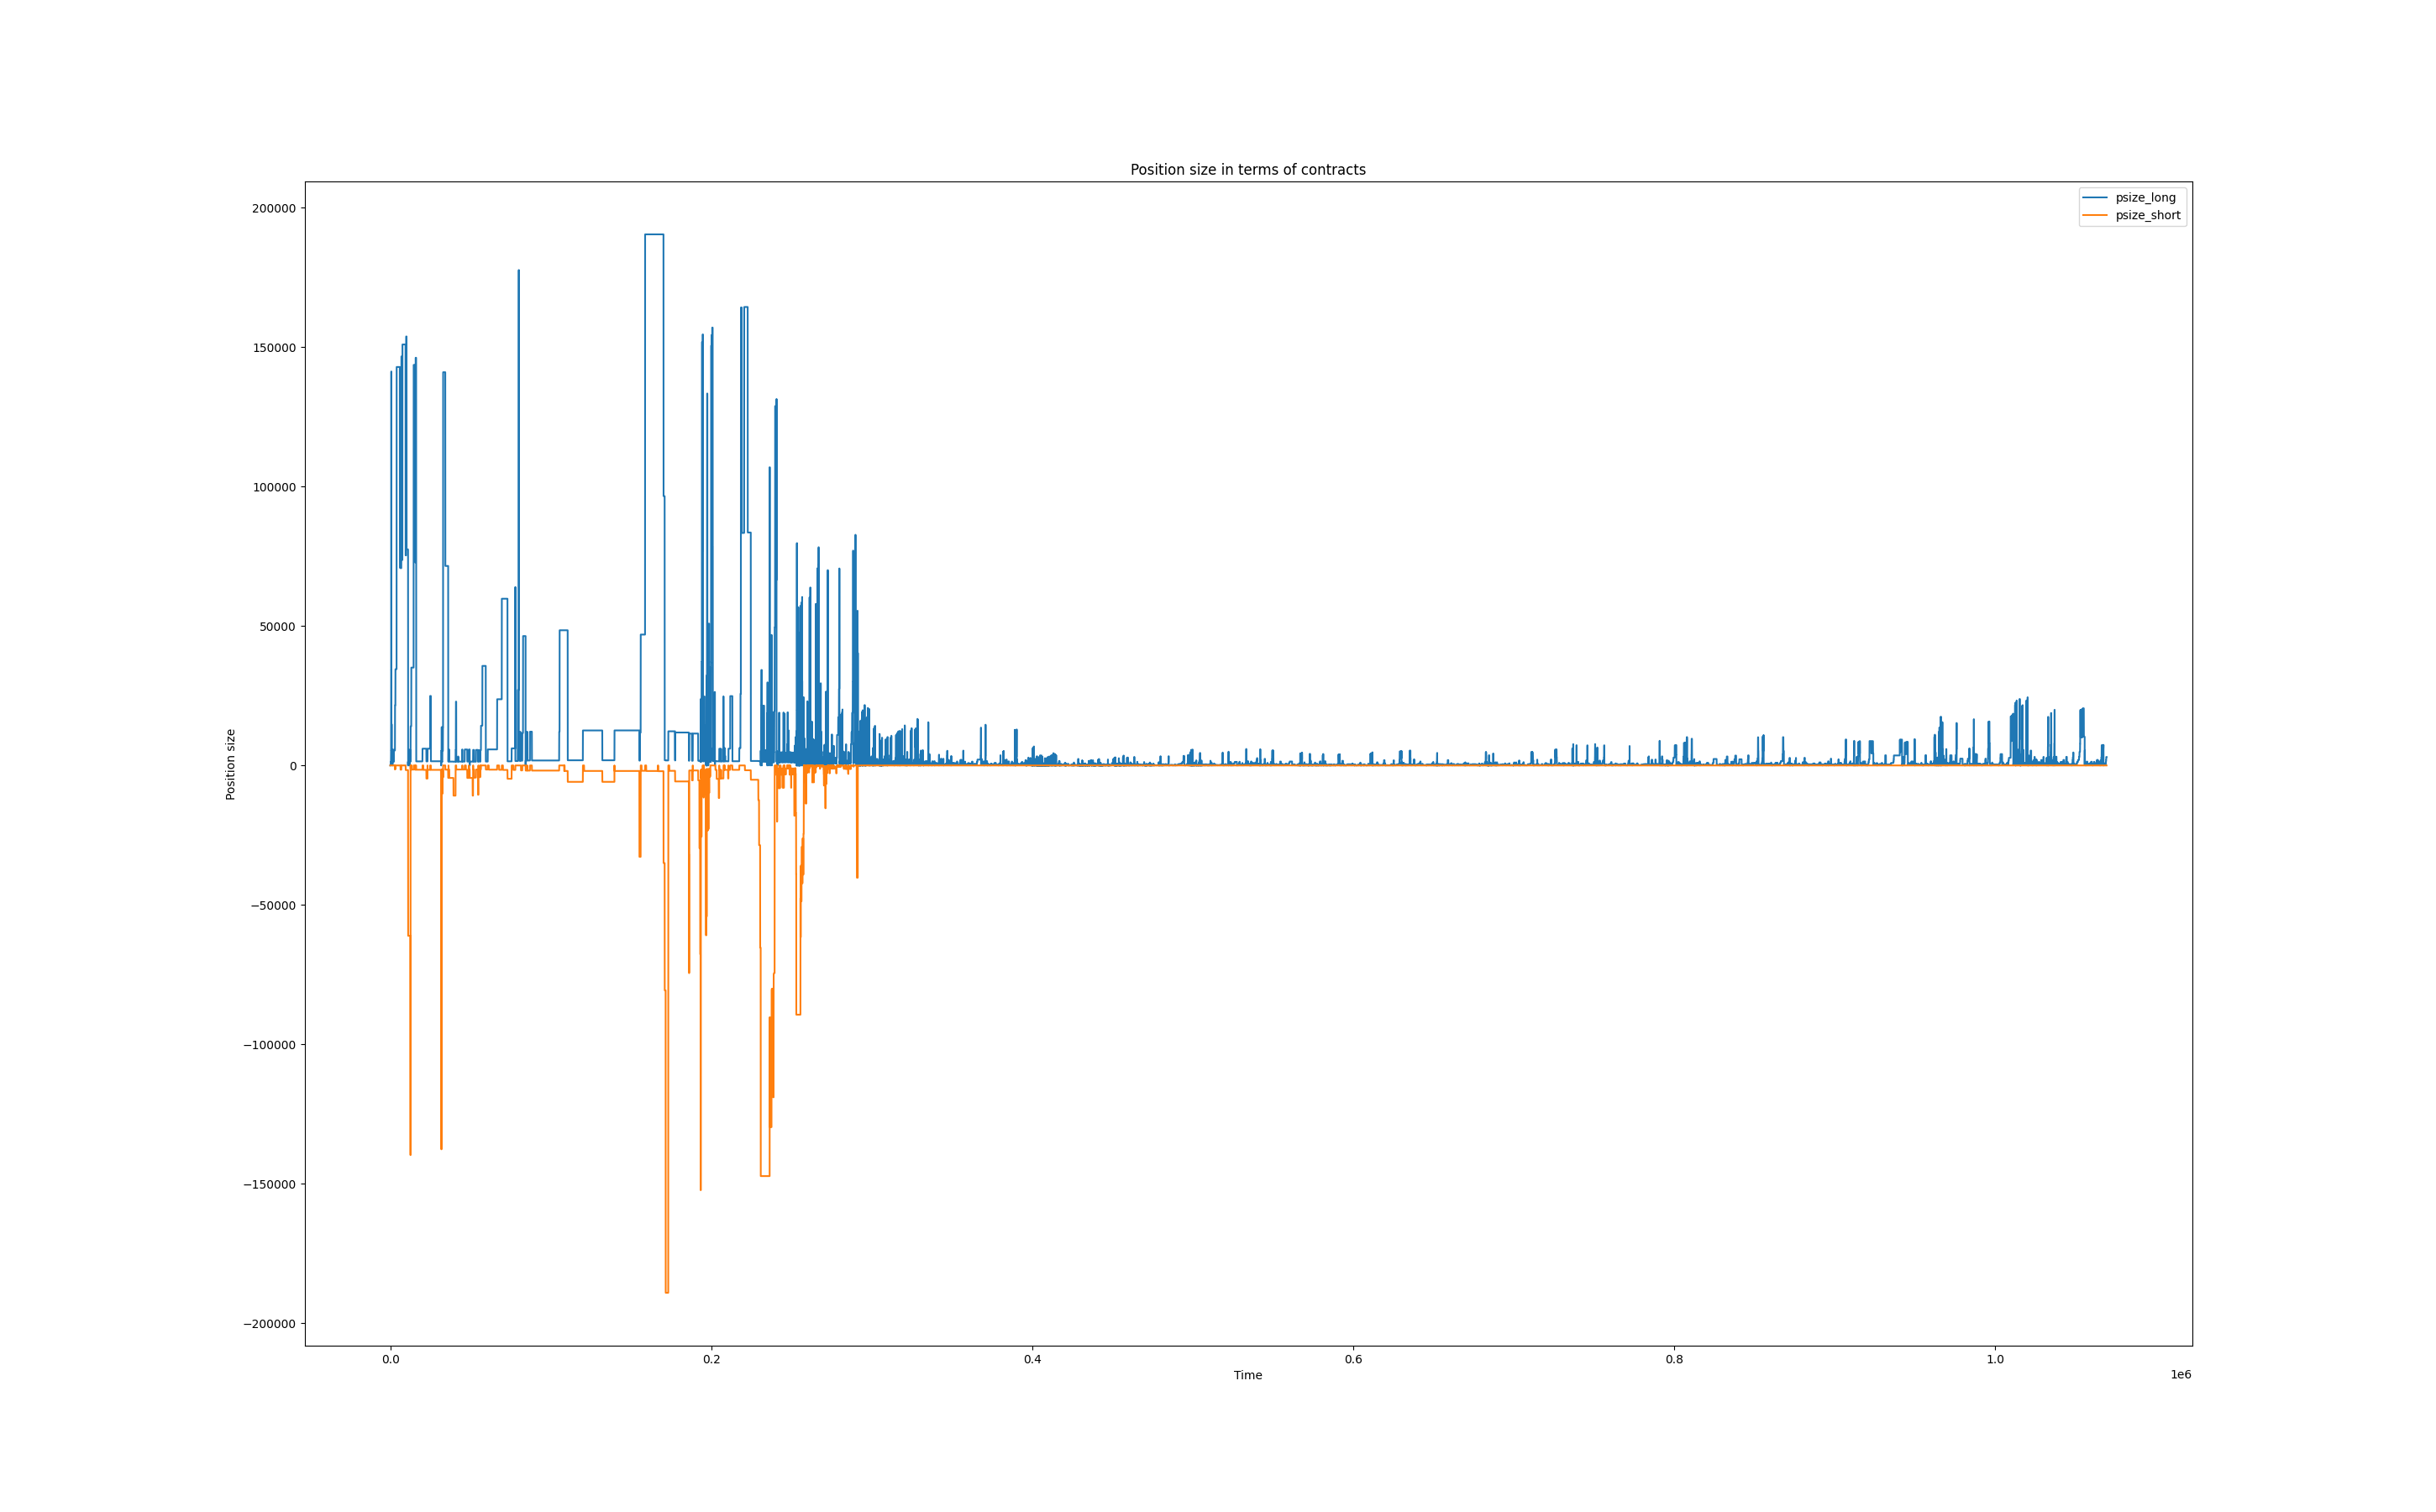 Position size in terms of contracts
psize_long
psize_short
200000
150000
100000
50000
0
−50000
−100000
−150000
−200000
Position size
0.0 0.2 0.4 0.6 0.8 1.0
Time
1e6